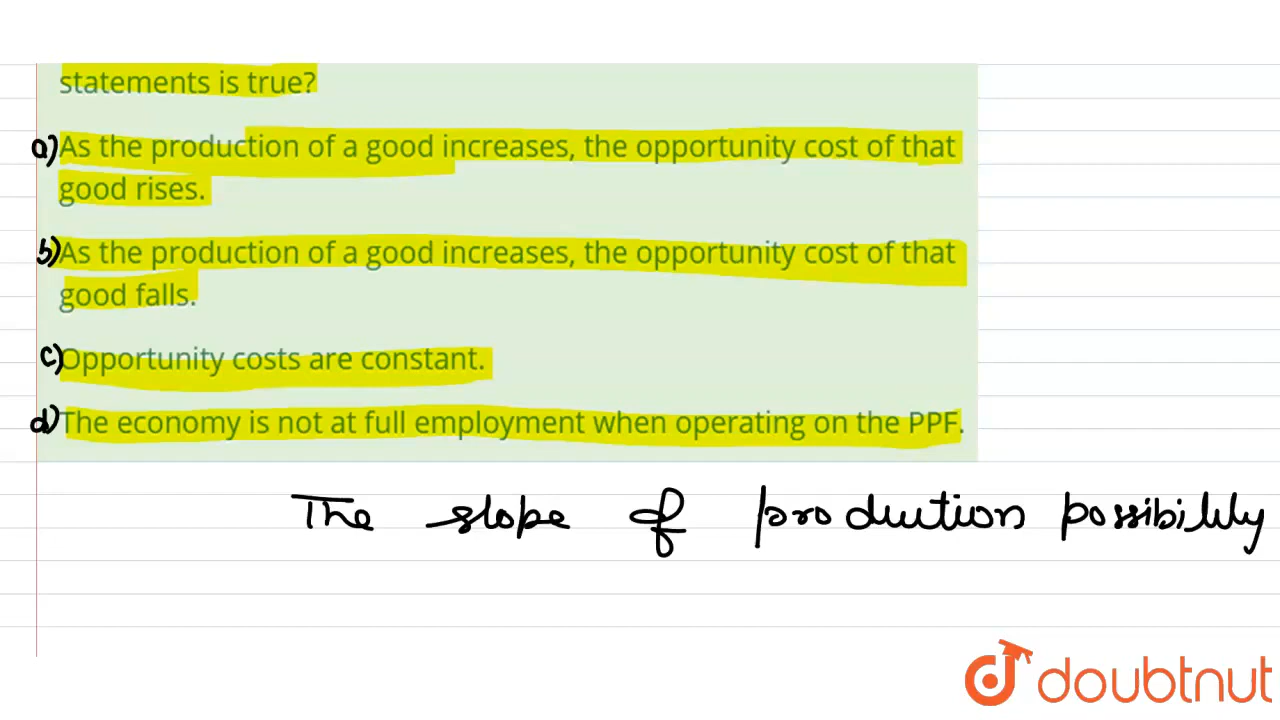 statements is true?
a) As the production of a good increases, the opportunity cost of that
good rises.
b) As the production of a good increases, the opportunity cost of that
good falls.
c) Opportunity costs are constant.
d) The economy is not at full employment when operating on the PPF.
The slope of production possibility
doubtnut